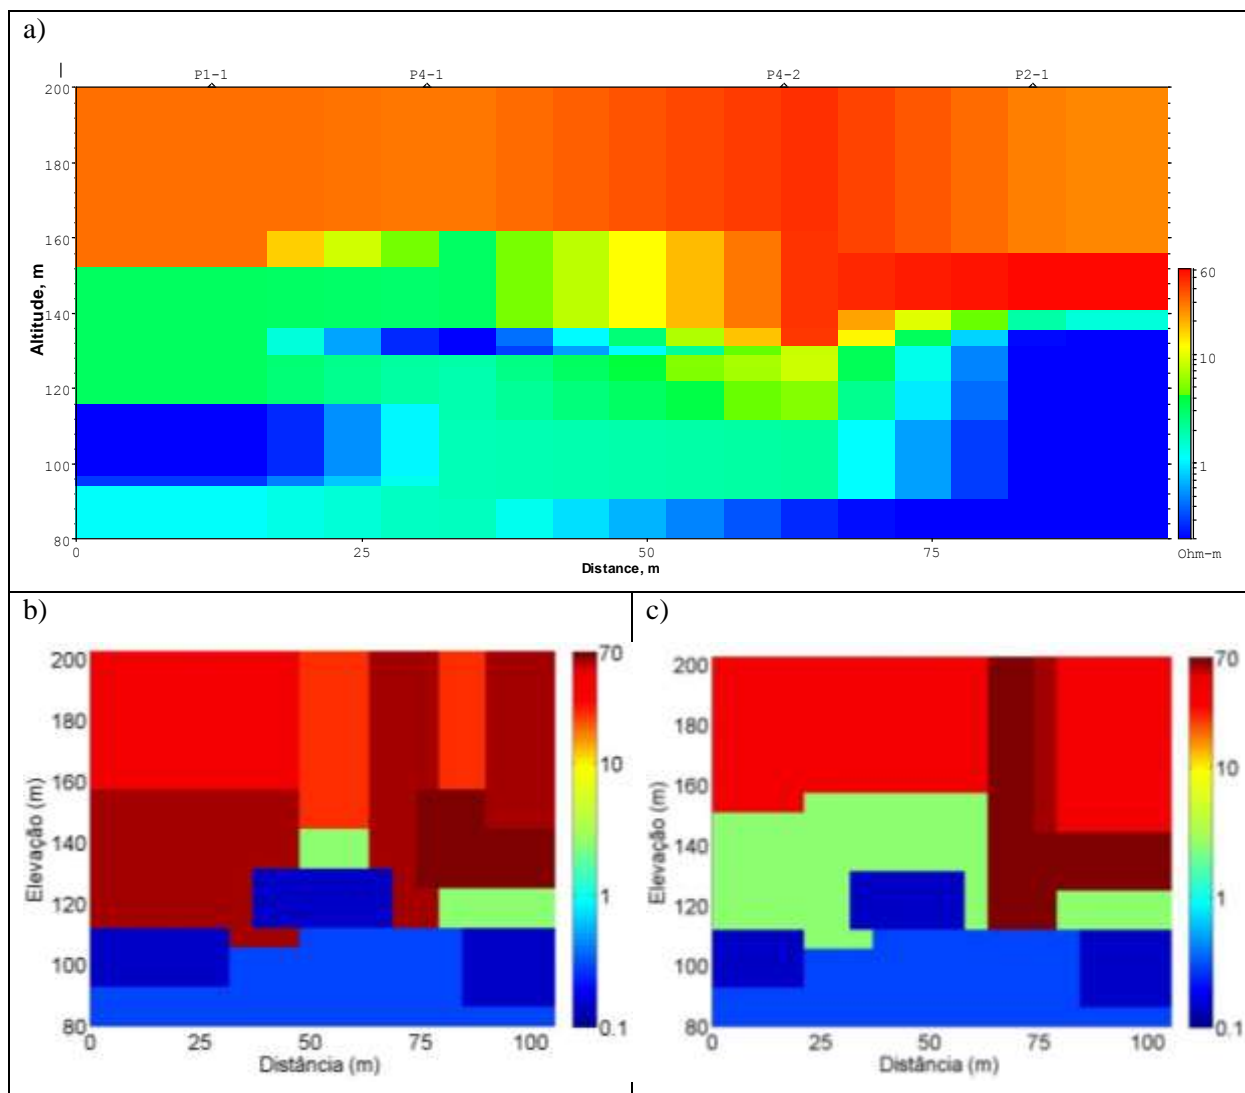 a)
P1-1 P4-1 P4-2 P2-1
200
180
160
140
120
100
80
Altitude, m
0 25 50 75
Distance, m
60
10
1
Ohm-m
b)
200
180
160
140
120
100
80
Elevação (m)
0 25 50 75 100
Distância (m)
70
10
1
0.1
c)
200
180
160
140
120
100
80
Elevação (m)
0 25 50 75 100
Distância (m)
70
10
1
0.1